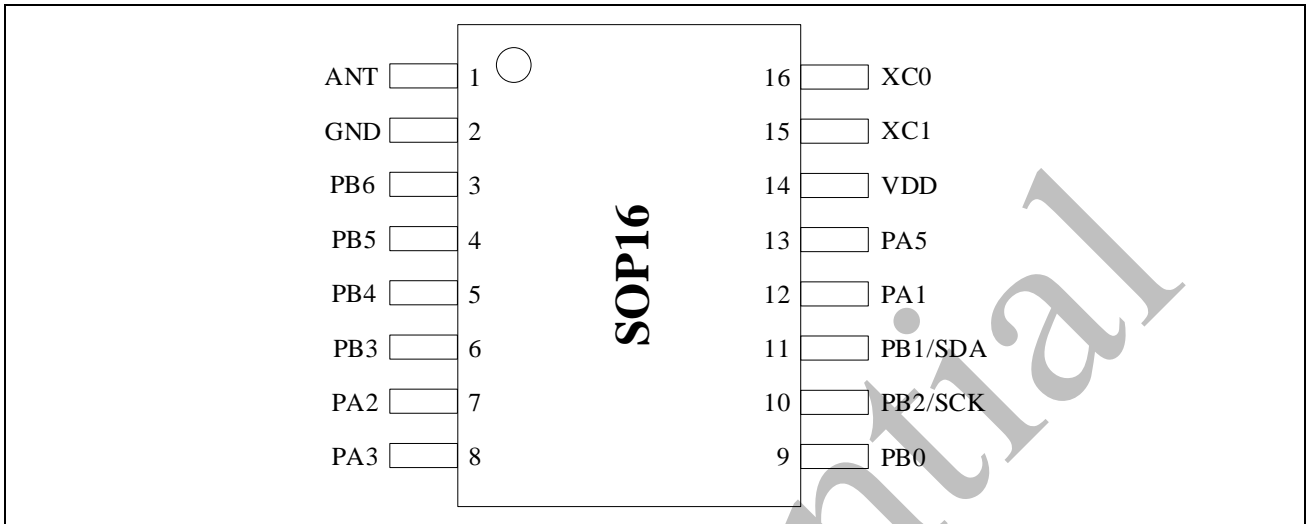 ANT 1 16 XC0
GND 2 15 XC1
PB6 3 14 VDD
PB5 4 13 PA5
PB4 5 12 PA1
PB3 6 11 PB1/SDA
PA2 7 10 PB2/SCK
PA3 8 9 PB0
SOP16
ntial